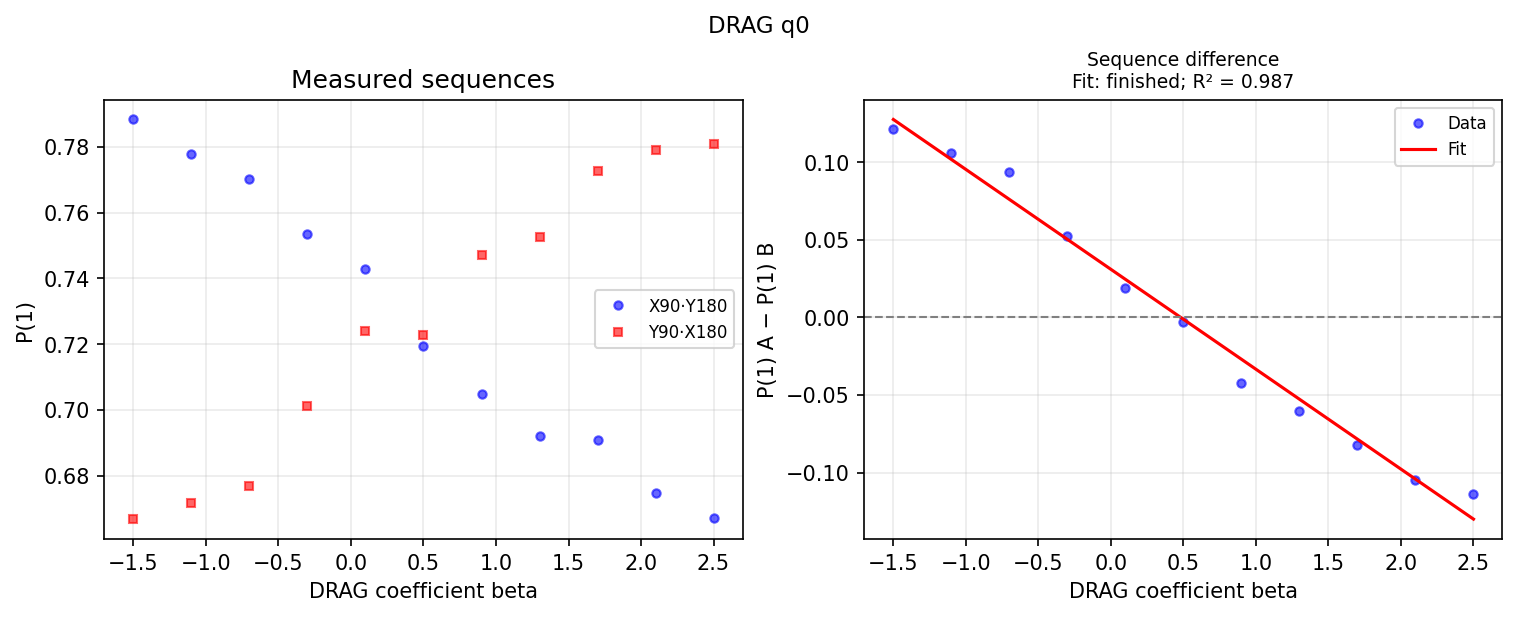 DRAG q0
Measured sequences
P(1)
0.78
0.76
0.74
0.72
0.70
0.68
X90·Y180
Y90·X180
−1.5 −1.0 −0.5 0.0 0.5 1.0 1.5 2.0 2.5
DRAG coefficient beta
Sequence difference
Fit: finished; R² = 0.987
P(1) A − P(1) B
0.10
0.05
0.00
−0.05
−0.10
Data
Fit
−1.5 −1.0 −0.5 0.0 0.5 1.0 1.5 2.0 2.5
DRAG coefficient beta